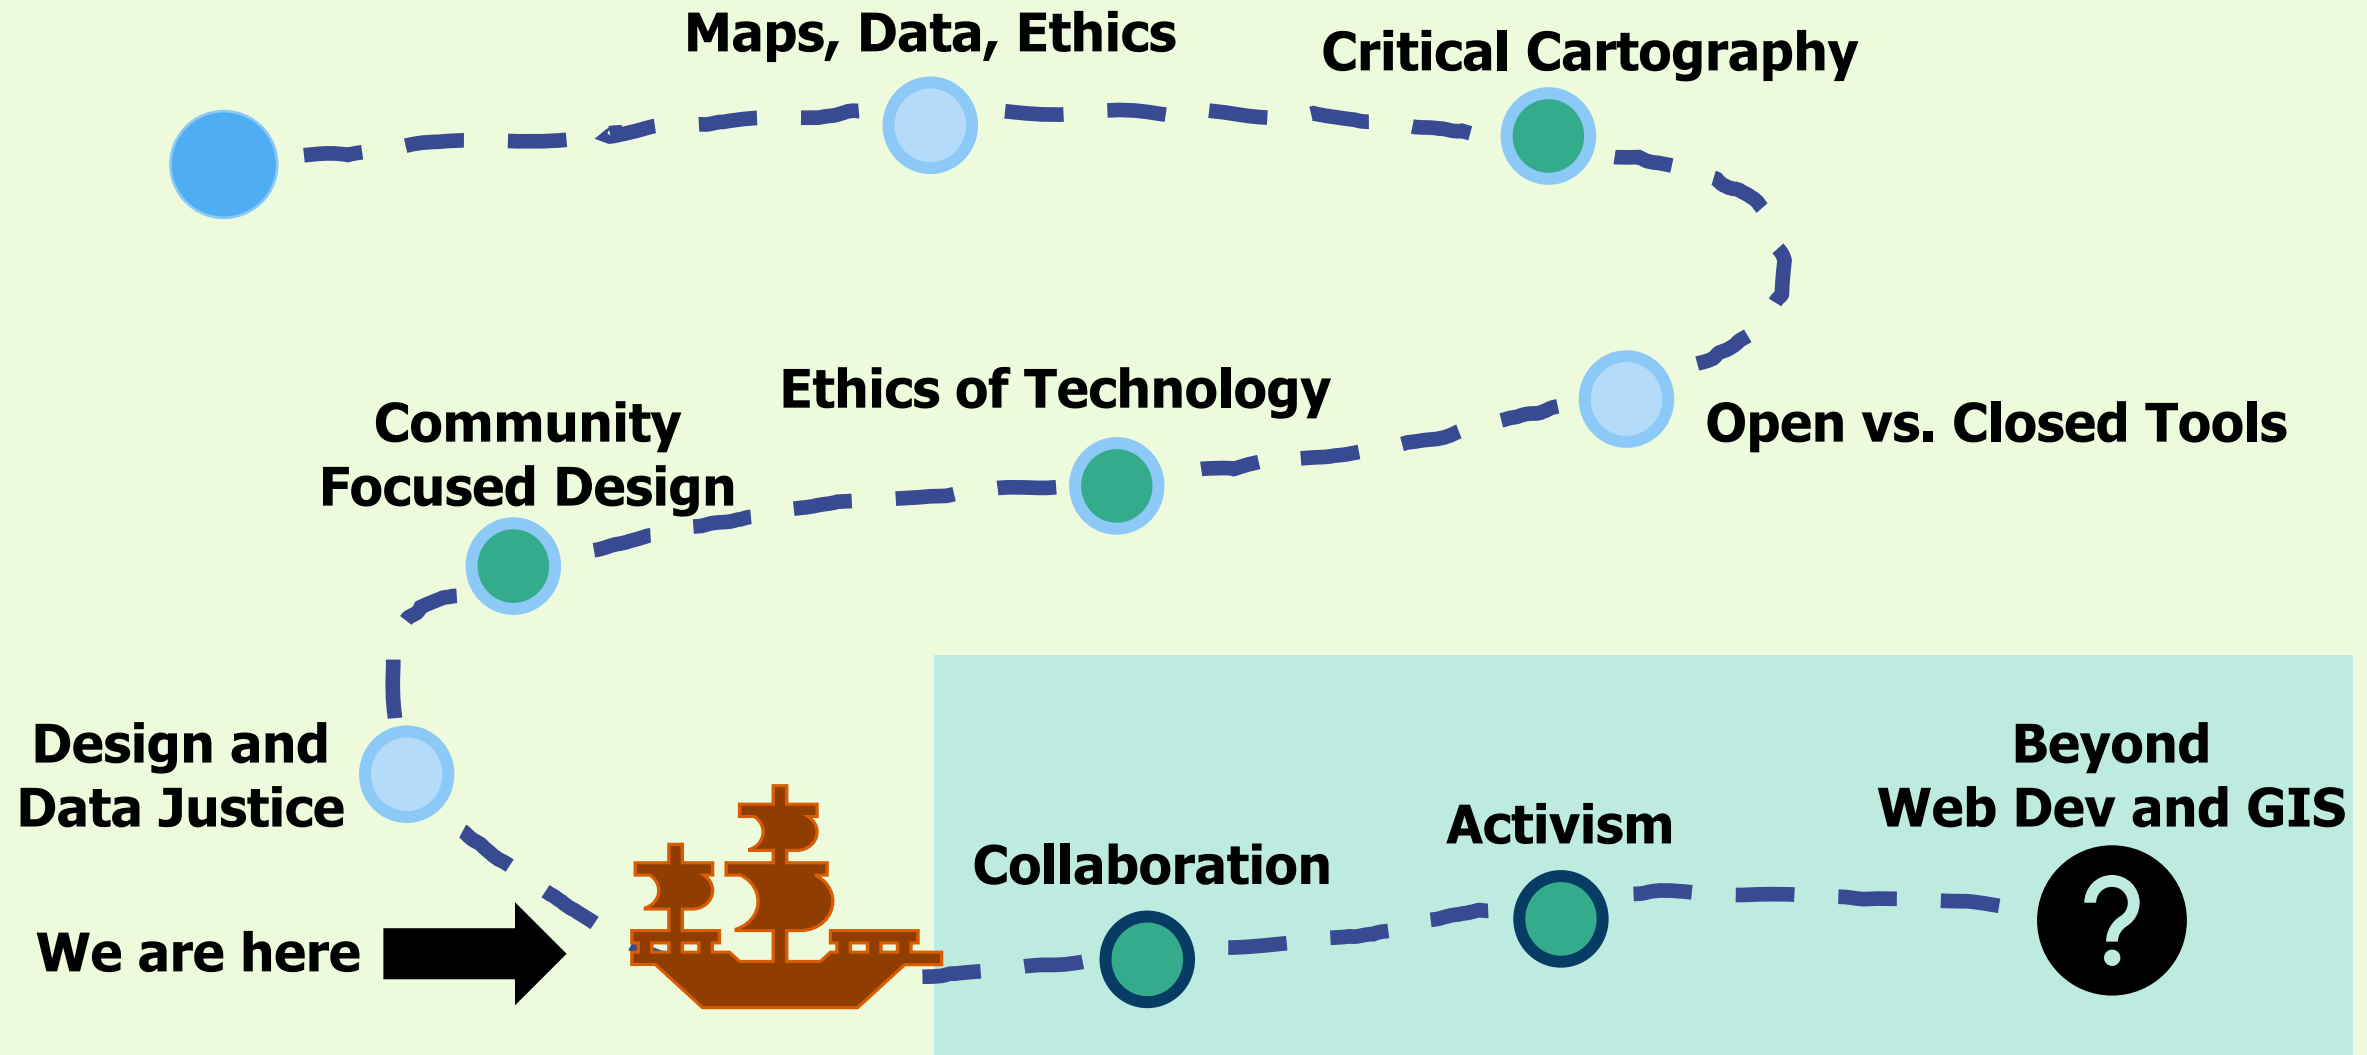 Maps, Data, Ethics
Critical Cartography
Open vs. Closed Tools
Ethics of Technology
Community
Focused Design
Design and
Data Justice
We are here
Collaboration
Activism
Beyond
Web Dev and GIS
?